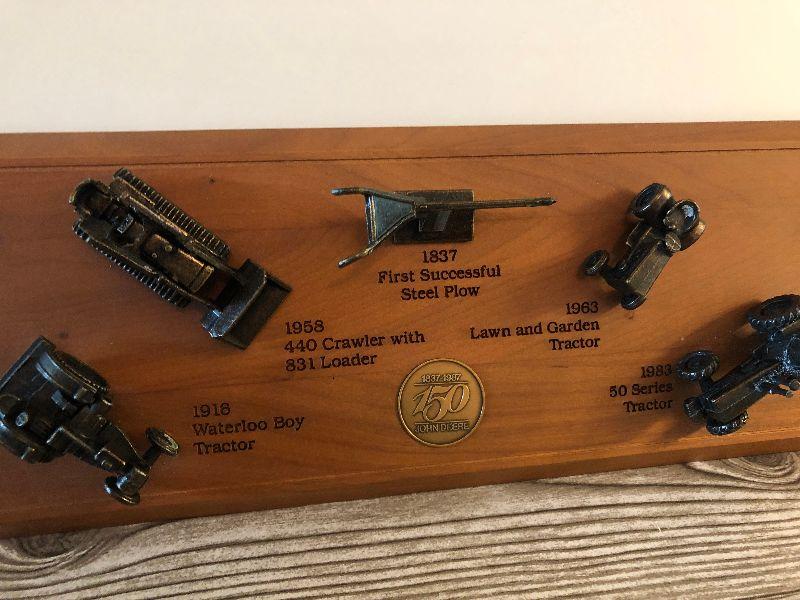 1837
First Successful
Steel Plow
1958
440 Crawler with
831 Loader
1963
Lawn and Garden
Tractor
1918
Waterloo Boy
Tractor
1837-1987
150
JOHN DEERE
1983
50 Series
Tractor